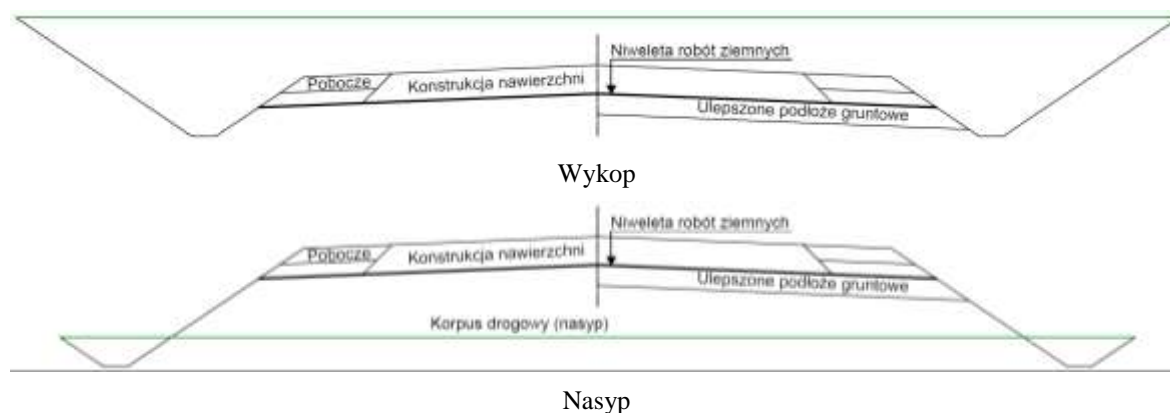 Niweleta robót ziemnych
Pobocze
Konstrukcja nawierzchni
Ulepszone podłoże gruntowe
Wykop
Niweleta robót ziemnych
Pobocze
Konstrukcja nawierzchni
Ulepszone podłoże gruntowe
Korpus drogowy (nasyp)
Nasyp